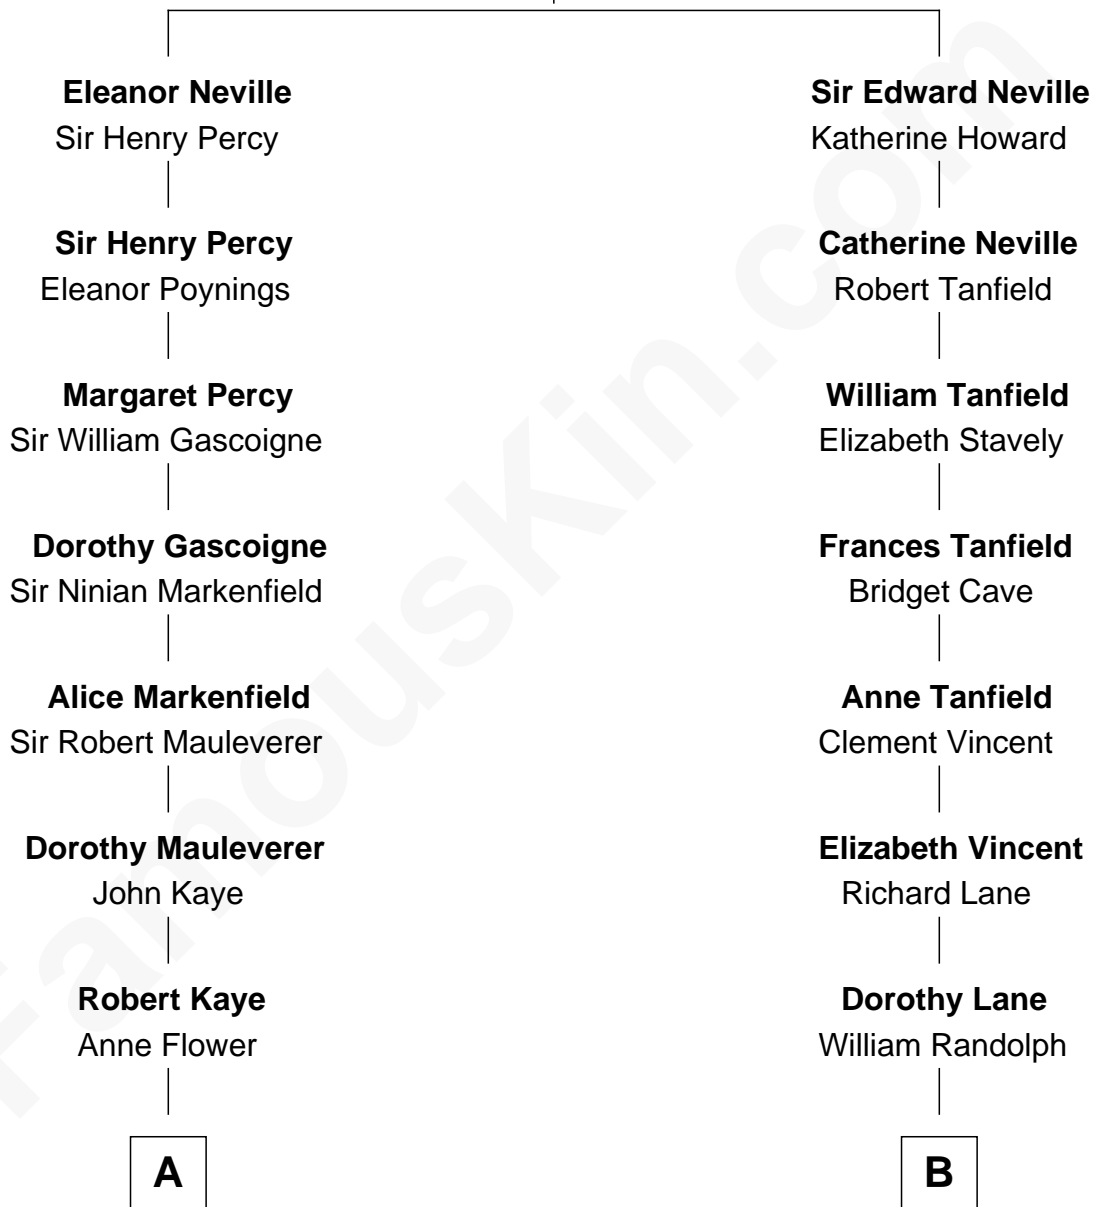 Eleanor Neville
Sir Henry Percy
Sir Henry Percy
Eleanor Poynings
Margaret Percy
Sir William Gascoigne
Dorothy Gascoigne
Sir Ninian Markenfield
Alice Markenfield
Sir Robert Mauleverer
Dorothy Mauleverer
John Kaye
Robert Kaye
Anne Flower
A
Sir Edward Neville
Katherine Howard
Catherine Neville
Robert Tanfield
William Tanfield
Elizabeth Stavely
Frances Tanfield
Bridget Cave
Anne Tanfield
Clement Vincent
Elizabeth Vincent
Richard Lane
Dorothy Lane
William Randolph
B
FamousKin.com